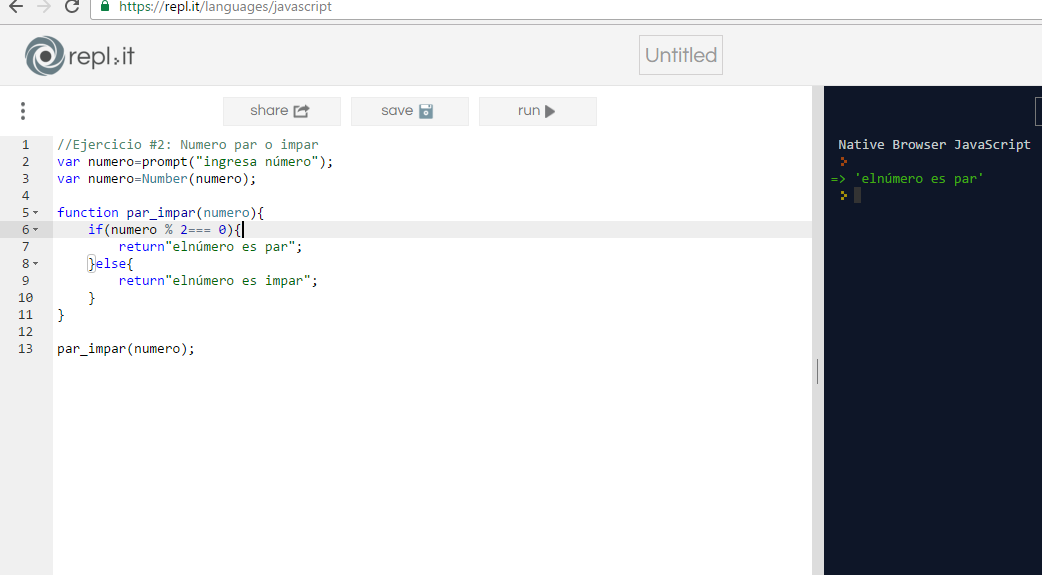 https://repl.it/languages/javascript
repl.it
Untitled
share
save
run
1 //Ejercicio #2: Numero par o impar
2 var numero=prompt("ingresa número");
3 var numero=Number(numero);
4
5 function par_impar(numero){
6     if(numero % 2=== 0){
7         return"elnúmero es par";
8     }else{
9         return"elnúmero es impar";
10     }
11 }
12
13 par_impar(numero);
Native Browser JavaScript
=> 'elnúmero es par'